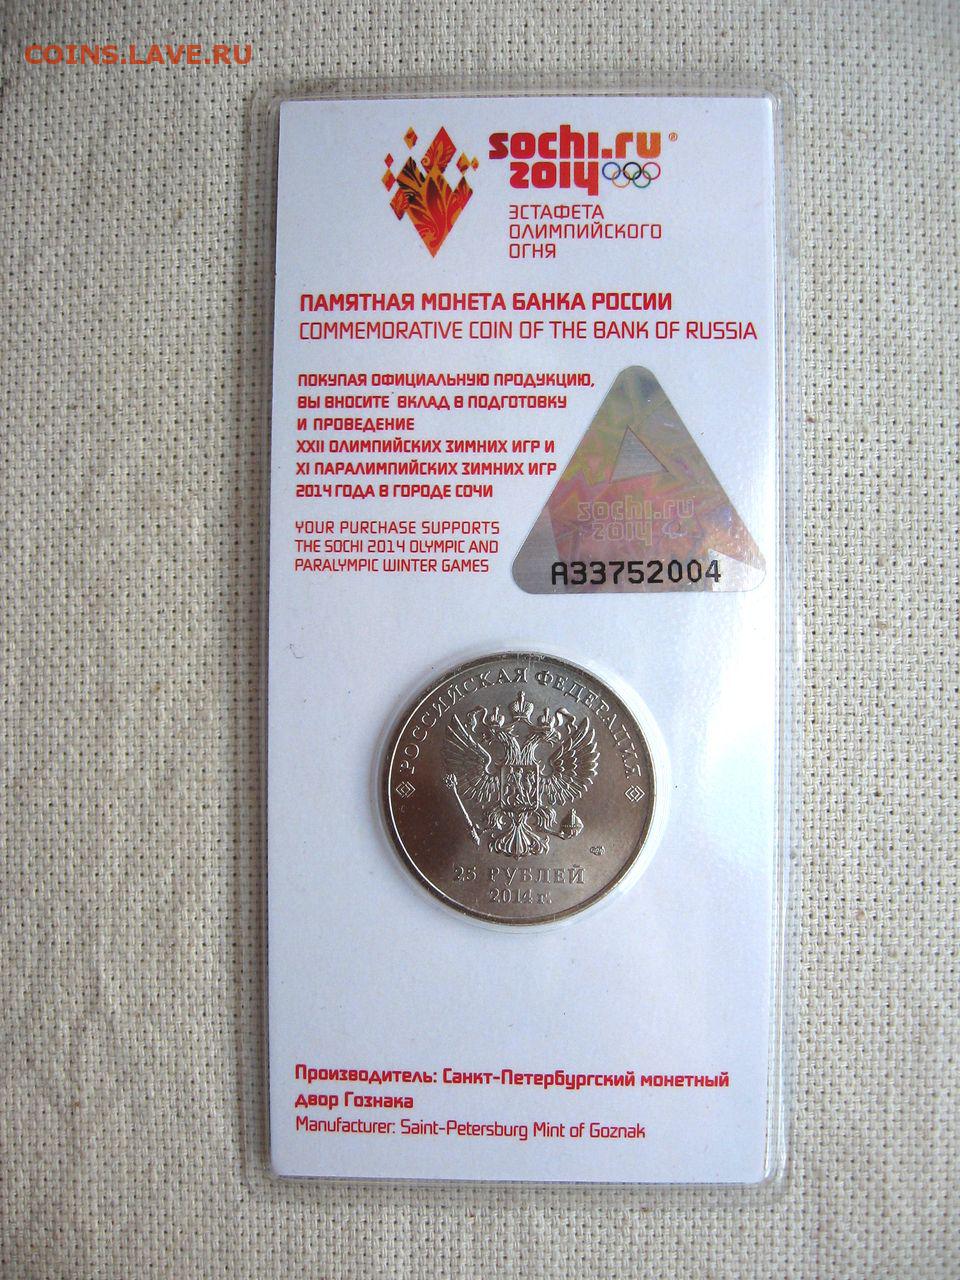 COINS.LAVE.RU
sochi.ru®
2014
ЭСТАФЕТА
ОЛИМПИЙСКОГО
ОГНЯ
ПАМЯТНАЯ МОНЕТА БАНКА РОССИИ
COMMEMORATIVE COIN OF THE BANK OF RUSSIA
ПОКУПАЯ ОФИЦИАЛЬНУЮ ПРОДУКЦИЮ,
ВЫ ВНОСИТЕ ВКЛАД В ПОДГОТОВКУ
И ПРОВЕДЕНИЕ
XXII ОЛИМПИЙСКИХ ЗИМНИХ ИГР И
XI ПАРАЛИМПИЙСКИХ ЗИМНИХ ИГР
2014 ГОДА В ГОРОДЕ СОЧИ
YOUR PURCHASE SUPPORTS
THE SOCHI 2014 OLYMPIC AND
PARALYMPIC WINTER GAMES
sochi.ru
2014
A33752004
РОССИЙСКАЯ ФЕДЕРАЦИЯ
25 РУБЛЕЙ
2014 г.
Производитель: Санкт-Петербургский монетный
двор Гознака
Manufacturer: Saint-Petersburg Mint of Goznak